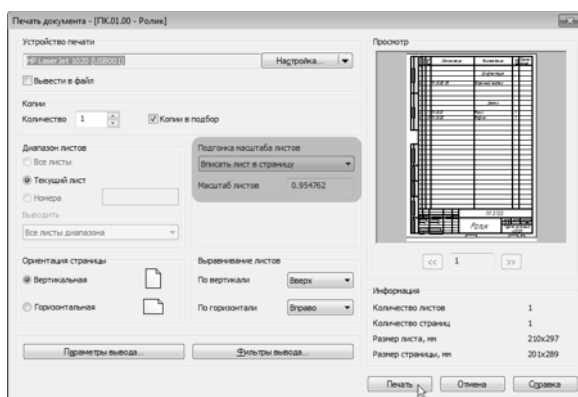 Печать документа - [ПК.01.00 - Ролик]
Устройство печати
HP LaserJet 1020 (USB001)
Настройка...
Вывести в файл
Копии
Количество 1
Копии в подбор
Диапазон листов
Все листы
Текущий лист
Номера
Выводить
Все листы диапазона
Подгонка масштаба листов
Вписать лист в страницу
Масштаб листов 0.954762
Ориентация страницы
Вертикальная
Горизонтальная
Выравнивание листов
По вертикали Вверх
По горизонтали Вправо
Параметры вывода...
Фильтры вывода...
Просмотр
Ролик
<< 1 >>
Информация
Количество листов 1
Количество страниц 1
Размер листа, мм 210x297
Размер страницы, мм 201x289
Печать
Отмена
Справка